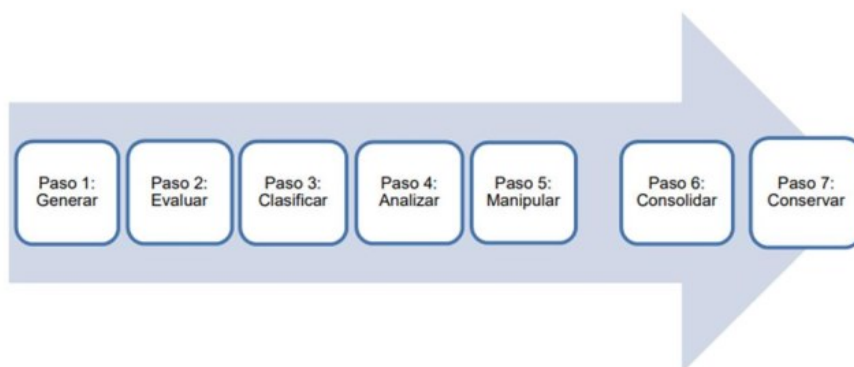 Paso 1:
Generar
Paso 2:
Evaluar
Paso 3:
Clasificar
Paso 4:
Analizar
Paso 5:
Manipular
Paso 6:
Consolidar
Paso 7:
Conservar